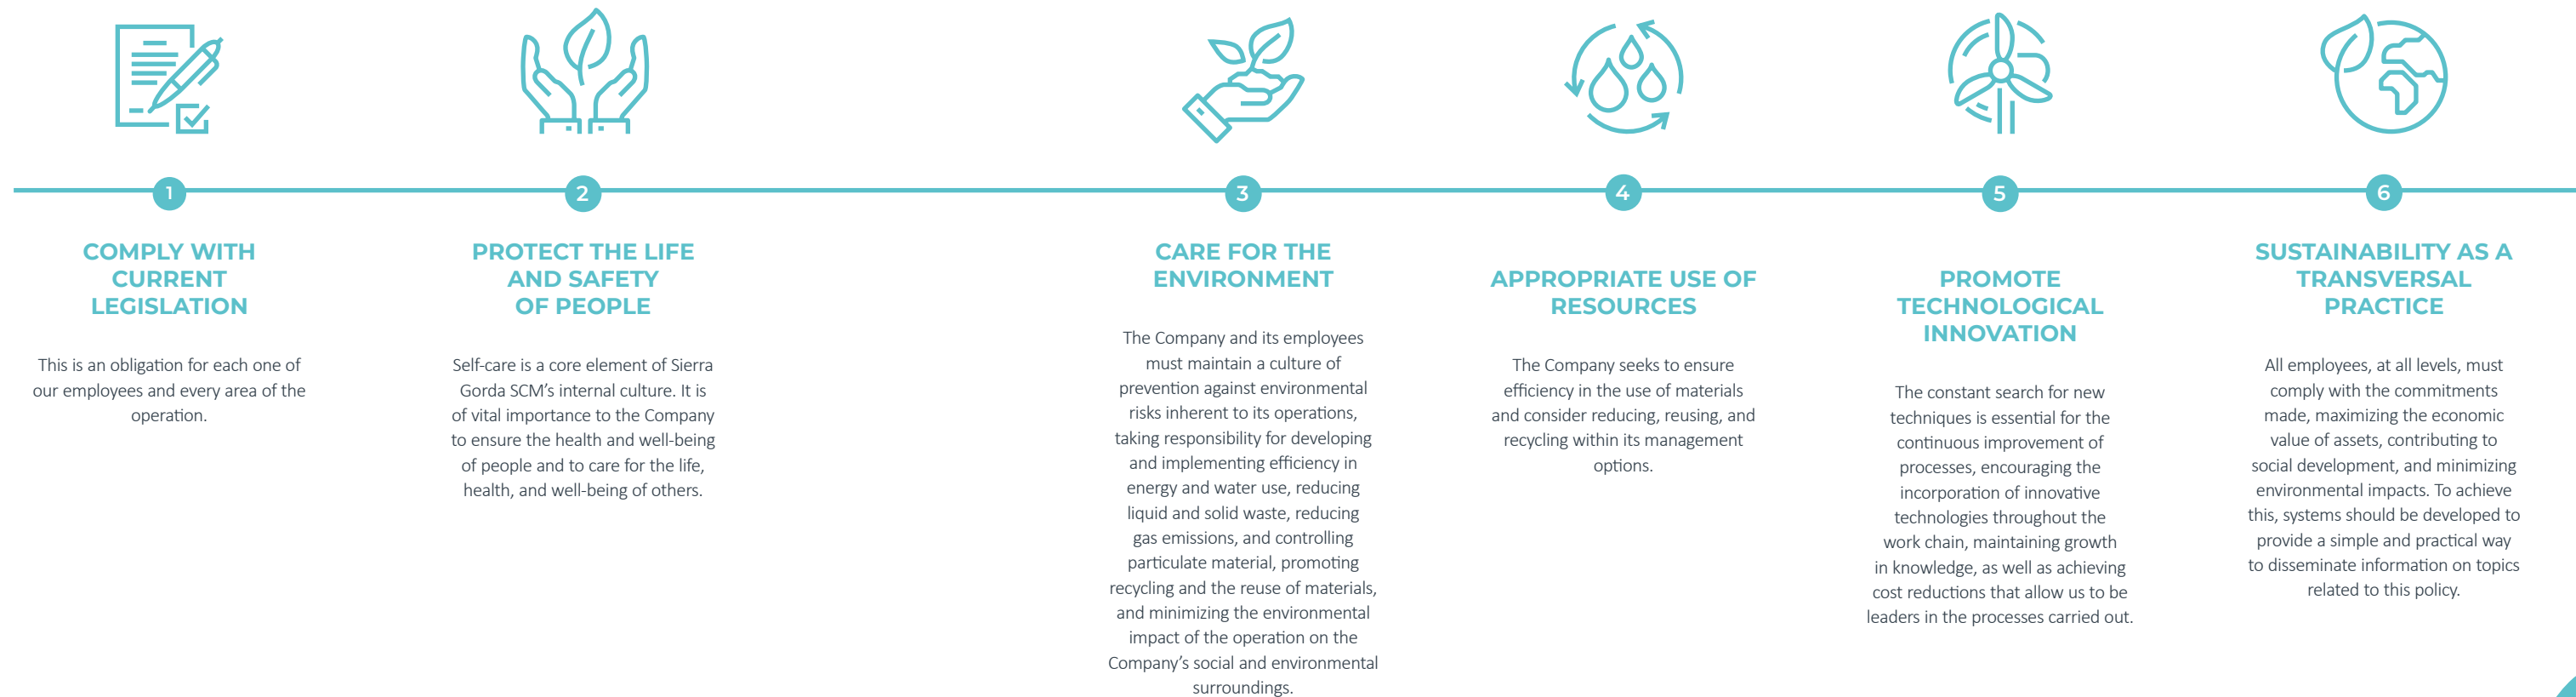 1
COMPLY WITH
CURRENT
LEGISLATION
This is an obligation for each one of
our employees and every area of the
operation.
2
PROTECT THE LIFE
AND SAFETY
OF PEOPLE
Self-care is a core element of Sierra
Gorda SCM’s internal culture. It is
of vital importance to the Company
to ensure the health and well-being
of people and to care for the life,
health, and well-being of others.
3
CARE FOR THE
ENVIRONMENT
The Company and its employees
must maintain a culture of
prevention against environmental
risks inherent to its operations,
taking responsibility for developing
and implementing efficiency in
energy and water use, reducing
liquid and solid waste, reducing
gas emissions, and controlling
particulate material, promoting
recycling and the reuse of materials,
and minimizing the environmental
impact of the operation on the
Company’s social and environmental
surroundings.
4
APPROPRIATE USE OF
RESOURCES
The Company seeks to ensure
efficiency in the use of materials
and consider reducing, reusing, and
recycling within its management
options.
5
PROMOTE
TECHNOLOGICAL
INNOVATION
The constant search for new
techniques is essential for the
continuous improvement of
processes, encouraging the
incorporation of innovative
technologies throughout the
work chain, maintaining growth
in knowledge, as well as achieving
cost reductions that allow us to be
leaders in the processes carried out.
6
SUSTAINABILITY AS A
TRANSVERSAL
PRACTICE
All employees, at all levels, must
comply with the commitments
made, maximizing the economic
value of assets, contributing to
social development, and minimizing
environmental impacts. To achieve
this, systems should be developed to
provide a simple and practical way
to disseminate information on topics
related to this policy.